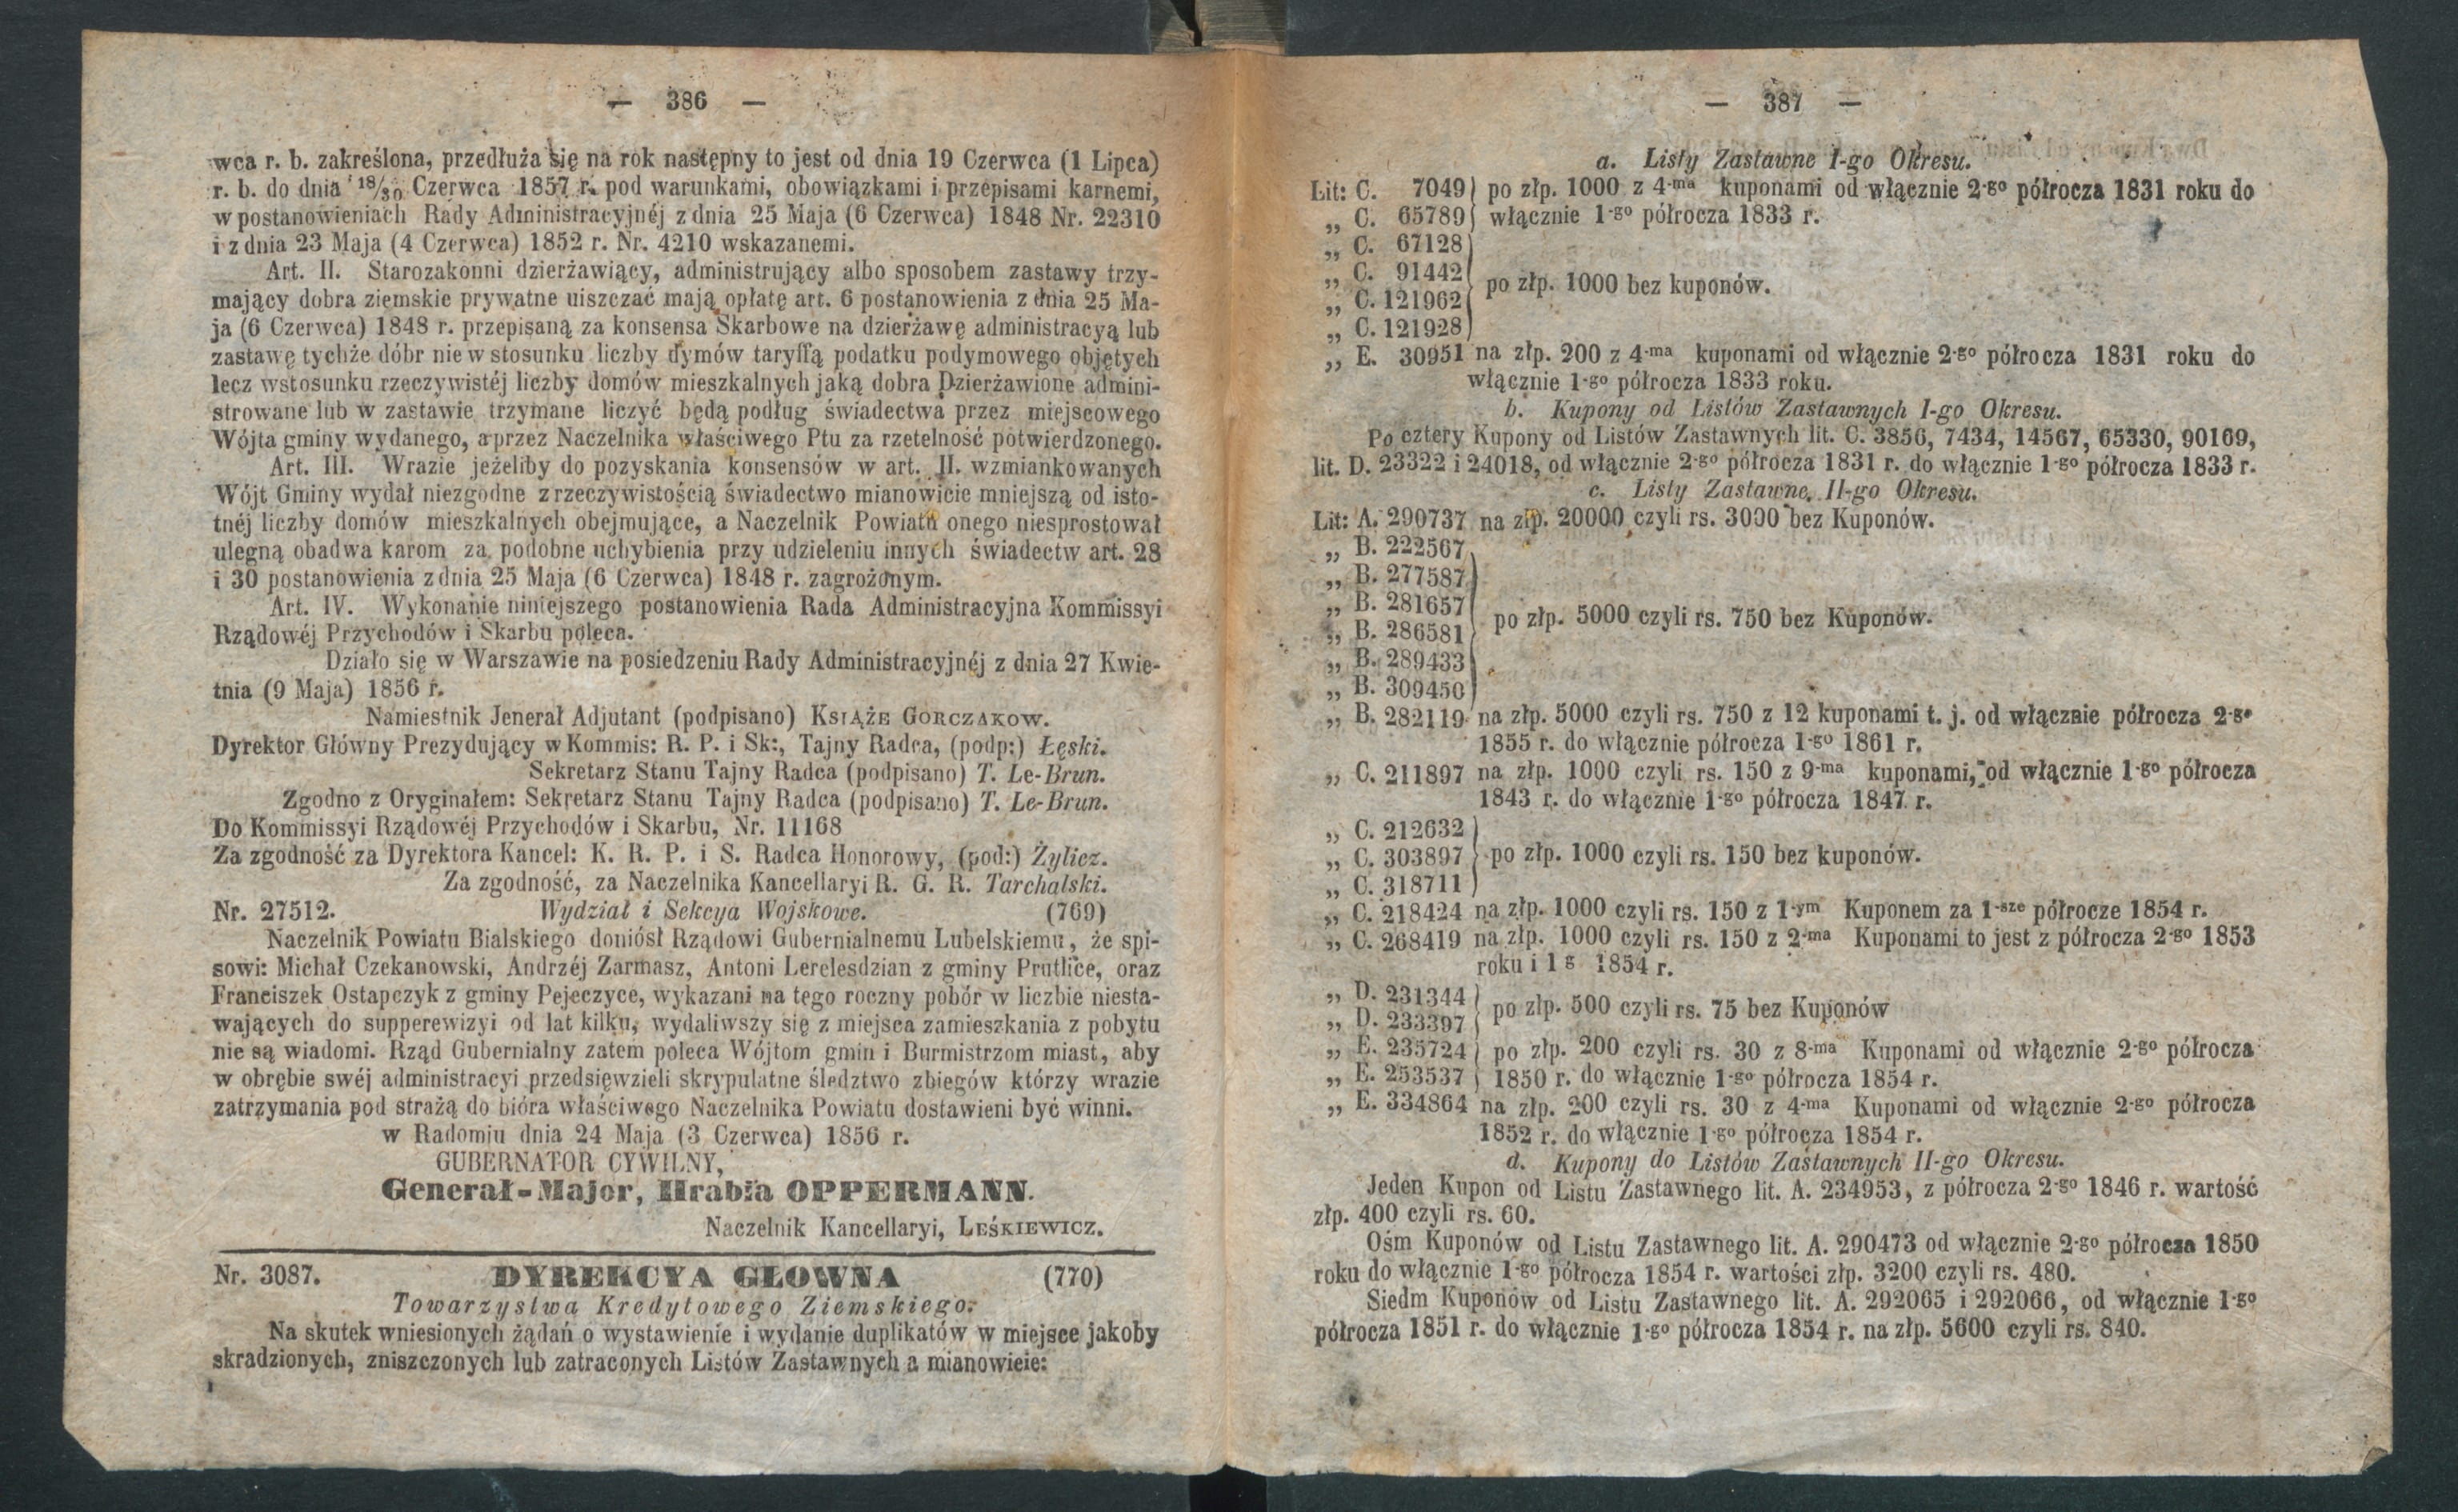 — 386 —
wca r. b. zakreślona, przedłuża się na rok następny to jest od dnia 19 Czerwca (1 Lipca)
r. b. do dnia 18/30 Czerwca 1857 r. pod warunkami, obowiązkami i przepisami karnemi,
w postanowieniach Rady Administracyjnéj z dnia 25 Maja (6 Czerwca) 1848 Nr. 22310
i z dnia 23 Maja (4 Czerwca) 1852 r. Nr. 4210 wskazanemi.
Art. II. Starozakonni dzierżawiący, administrujący albo sposobem zastawy trzy-
mający dobra ziemskie prywatne uiszczać mają opłatę art. 6 postanowienia z dnia 25 Ma-
ja (6 Czerwca) 1848 r. przepisaną za konsensa Skarbowe na dzierżawę administracyą lub
zastawę tychże dóbr nie w stosunku liczby dymów taryffą podatku podymowego objętych
lecz wstosunku rzeczywistéj liczby domów mieszkalnych jaką dobra Dzierżawione admini-
strowane lub w zastawie trzymane liczyć będą podług świadectwa przez miejscowego
Wójta gminy wydanego, a przez Naczelnika właściwego Ptu za rzetelność potwierdzonego.
Art. III. Wrazie jeżeliby do pozyskania konsensów w art. II. wzmiankowanych
Wójt Gminy wydał niezgodne z rzeczywistością świadectwo mianowicie mniejszą od isto-
tnéj liczby domów mieszkalnych obejmujące, a Naczelnik Powiatu onego niesprostował
ulegną obadwa karom za podobne uchybienia przy udzieleniu innych świadectw art. 28
i 30 postanowienia z dnia 25 Maja (6 Czerwca) 1848 r. zagrożonym.
Art. IV. Wykonanie niniejszego postanowienia Rada Administracyjna Kommissyi
Rządowéj Przychodów i Skarbu poleca.
Działo się w Warszawie na posiedzeniu Rady Administracyjnéj z dnia 27 Kwie-
tnia (9 Maja) 1856 r.
Namiestnik Jenerał Adjutant (podpisano) KSIĄŻE GORCZAKOW.
Dyrektor Główny Prezydujący w Kommis: R. P. i Sk:, Tajny Radca, (podp:) Łęski.
Sekretarz Stanu Tajny Radca (podpisano) T. Le-Brun.
Zgodno z Oryginałem: Sekretarz Stanu Tajny Radca (podpisano) T. Le-Brun.
Do Kommissyi Rządowéj Przychodów i Skarbu, Nr. 11168
Za zgodność za Dyrektora Kancel: K. R. P. i S. Radca Honorowy, (pod:) Żylicz.
Za zgodność, za Naczelnika Kancellaryi R. G. R. Tarchalski.
Nr. 27512. Wydział i Sekcya Wojskowe. (769)
Naczelnik Powiatu Bialskiego doniósł Rządowi Gubernialnemu Lubelskiemu, że spi-
sowi: Michał Czekanowski, Andrzéj Zarmasz, Antoni Lerelesdzian z gminy Prutlice, oraz
Franciszek Ostapczyk z gminy Pejeczyce, wykazani na tego roczny pobór w liczbie niesta-
wających do supperewizyi od lat kilku, wydaliwszy się z miejsca zamieszkania z pobytu
nie są wiadomi. Rząd Gubernialny zatem poleca Wójtom gmin i Burmistrzom miast, aby
w obrębie swéj administracyi przedsięwzieli skrypulatne śledztwo zbiegów którzy wrazie
zatrzymania pod strażą do bióra właściwego Naczelnika Powiatu dostawieni być winni.
w Radomiu dnia 24 Maja (3 Czerwca) 1856 r.
GUBERNATOR CYWILNY,
Generał-Major, Hrabia OPPERMANN.
Naczelnik Kancellaryi, LEŚKIEWICZ.
Nr. 3087. DYREKCYA GŁOWNA (770)
Towarzystwa Kredytowego Ziemskiego.
Na skutek wniesionych żądań o wystawienie i wydanie duplikatów w miejsce jakoby
skradzionych, zniszczonych lub zatraconych Listów Zastawnych a mianowicie:
— 387 —
a. Listy Zastawne I-go Okresu.
Lit: C. 7049 po złp. 1000 z 4-ma kuponami od włącznie 2-go półrocza 1831 roku do
„ C. 65789 włącznie 1-go półrocza 1833 r.
„ C. 67128
„ C. 91442
po złp. 1000 bez kuponów.
„ C. 121962
„ C. 121928
„ E. 30951 na złp. 200 z 4-ma kuponami od włącznie 2-go półrocza 1831 roku do
włącznie 1-go półrocza 1833 roku.
b. Kupony od Listów Zastawnych I-go Okresu.
Po cztery Kupony od Listów Zastawnych lit. C. 3856, 7434, 14567, 65330, 90169,
lit. D. 23322 i 24018, od włącznie 2-go półrocza 1831 r. do włącznie 1-go półrocza 1833 r.
c. Listy Zastawne, II-go Okresu.
Lit: A. 290737 na złp. 20000 czyli rs. 3000 bez Kuponów.
„ B. 222567
„ B. 277587
„ B. 281657
po złp. 5000 czyli rs. 750 bez Kuponów.
„ B. 286581
„ B. 289433
„ B. 309450
„ B. 282119 na złp. 5000 czyli rs. 750 z 12 kuponami t. j. od włącznie półrocza 2-go
1855 r. do włącznie półrocza 1-go 1861 r.
„ C. 211897 na złp. 1000 czyli rs. 150 z 9-ma kuponami, od włącznie 1-go półrocza
1843 r. do włącznie 1-go półrocza 1847 r.
„ C. 212632
„ C. 303897 po złp. 1000 czyli rs. 150 bez kuponów.
„ C. 318711
„ C. 218424 na złp. 1000 czyli rs. 150 z 1-ym Kuponem za 1-sze półrocze 1854 r.
„ C. 268419 na złp. 1000 czyli rs. 150 z 2-ma Kuponami to jest z półrocza 2-go 1853
roku i 1 g 1854 r.
„ D. 231344
po złp. 500 czyli rs. 75 bez Kuponów
„ D. 233397
„ E. 235724 po złp. 200 czyli rs. 30 z 8-ma Kuponami od włącznie 2-go półrocza
„ E. 253537 1850 r. do włącznie 1-go półrocza 1854 r.
„ E. 334864 na złp. 200 czyli rs. 30 z 4-ma Kuponami od włącznie 2-go półrocza
1852 r. do włącznie 1-go półrocza 1854 r.
d. Kupony do Listów Zastawnych II-go Okresu.
Jeden Kupon od Listu Zastawnego lit. A. 234953, z półrocza 2-go 1846 r. wartość
złp. 400 czyli rs. 60.
Ośm Kuponów od Listu Zastawnego lit. A. 290473 od włącznie 2-go półrocza 1850
roku do włącznie 1-go półrocza 1854 r. wartości złp. 3200 czyli rs. 480.
Siedm Kuponów od Listu Zastawnego lit. A. 292065 i 292066, od włącznie 1-go
półrocza 1851 r. do włącznie 1-go półrocza 1854 r. na złp. 5600 czyli rs. 840.